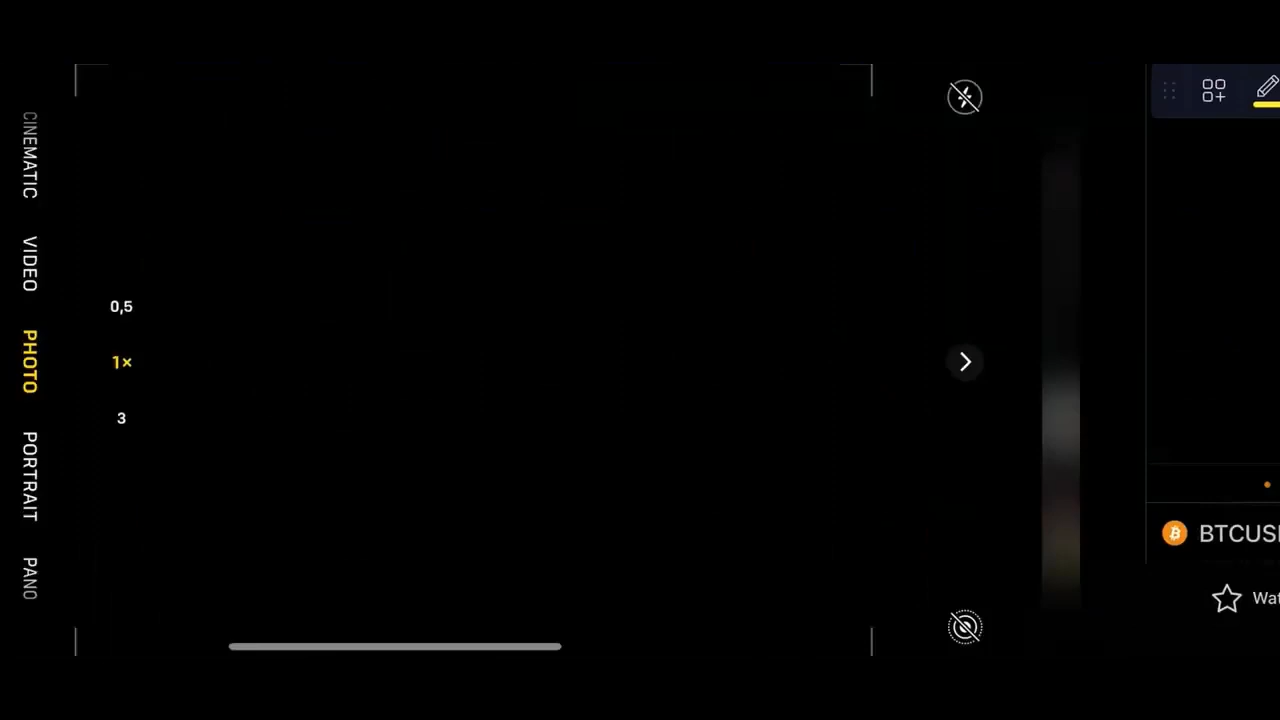 CINEMATIC
VIDEO
PHOTO
PORTRAIT
PANO
0,5
1×
3
BTCUS
Wat